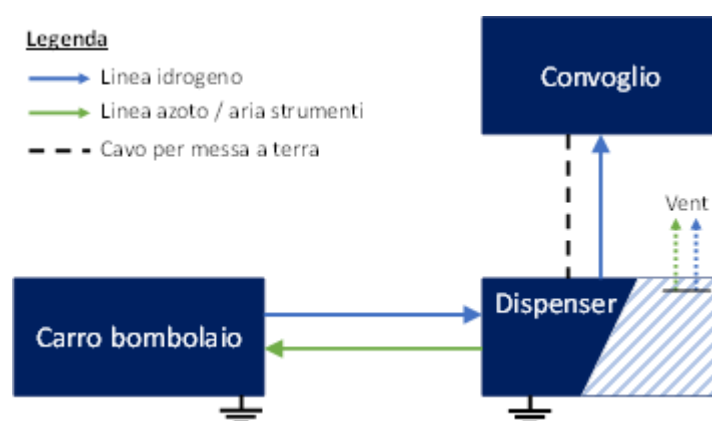 Legenda
Linea idrogeno
Linea azoto / aria strumenti
Cavo per messa a terra
Convoglio
Vent
Dispenser
Carro bombolaio